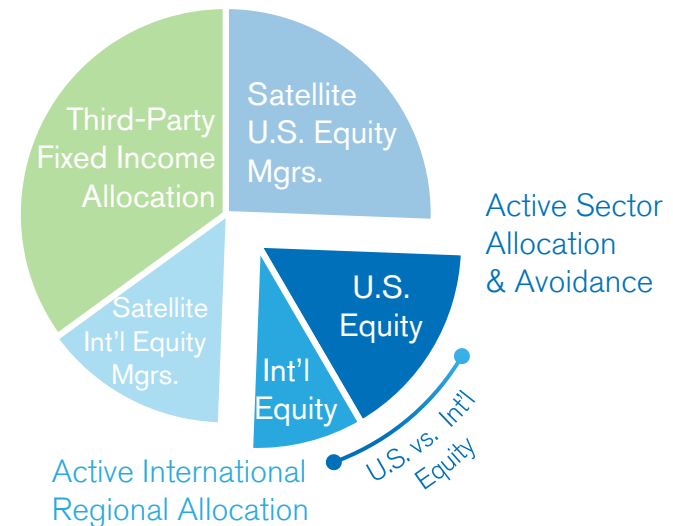 Third-Party
Fixed Income
Allocation
Satellite
U.S. Equity
Mgrs.
Active Sector
Allocation
& Avoidance
U.S.
Equity
Satellite
Int'l Equity
Mgrs.
Int'l
Equity
U.S. vs. Int'l
Equity
Active International
Regional Allocation